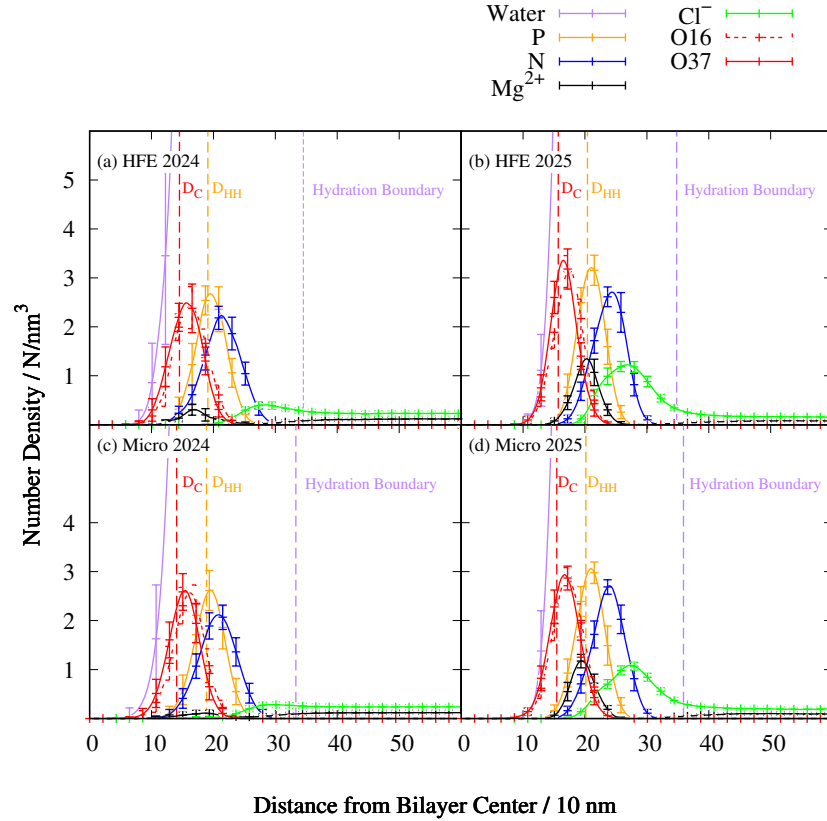 Water
P
N
Mg²⁺
Cl⁻
O16
O37
Number Density / N/nm³
(a) HFE 2024
D_C
D_HH
Hydration Boundary
5
4
3
2
1
(b) HFE 2025
D_C
D_HH
Hydration Boundary
(c) Micro 2024
D_C
D_HH
Hydration Boundary
4
3
2
1
0 10 20 30 40 50
(d) Micro 2025
D_C
D_HH
Hydration Boundary
0 10 20 30 40 50
Distance from Bilayer Center / 10 nm